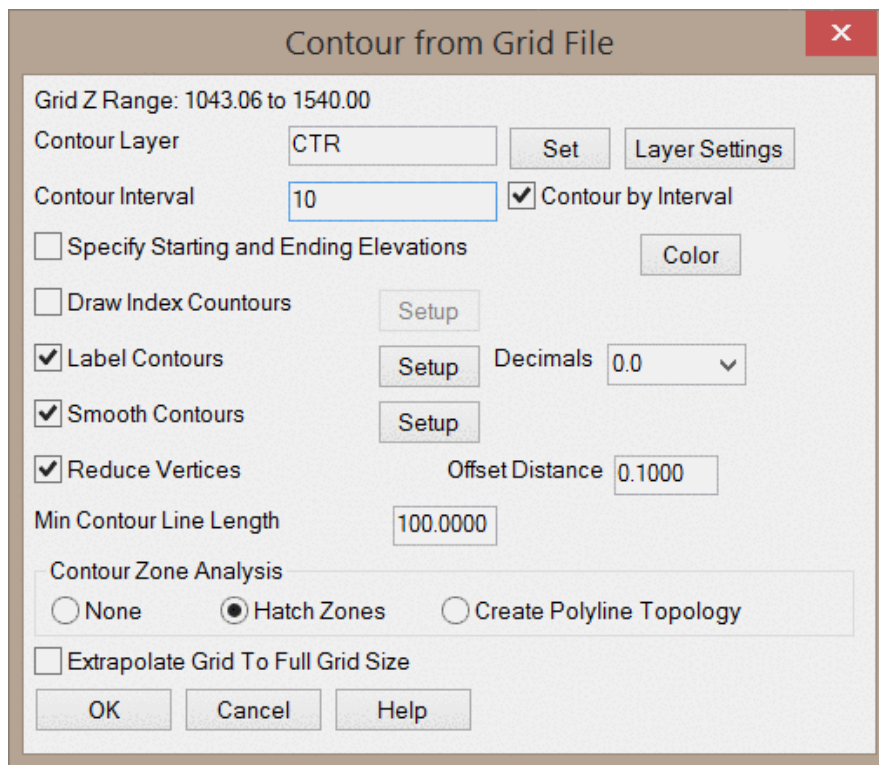 Contour from Grid File
Grid Z Range: 1043.06 to 1540.00
Contour Layer CTR Set Layer Settings
Contour Interval 10 Contour by Interval
Specify Starting and Ending Elevations Color
Draw Index Countours Setup
Label Contours Setup Decimals 0.0
Smooth Contours Setup
Reduce Vertices Offset Distance 0.1000
Min Contour Line Length 100.0000
Contour Zone Analysis
None Hatch Zones Create Polyline Topology
Extrapolate Grid To Full Grid Size
OK Cancel Help